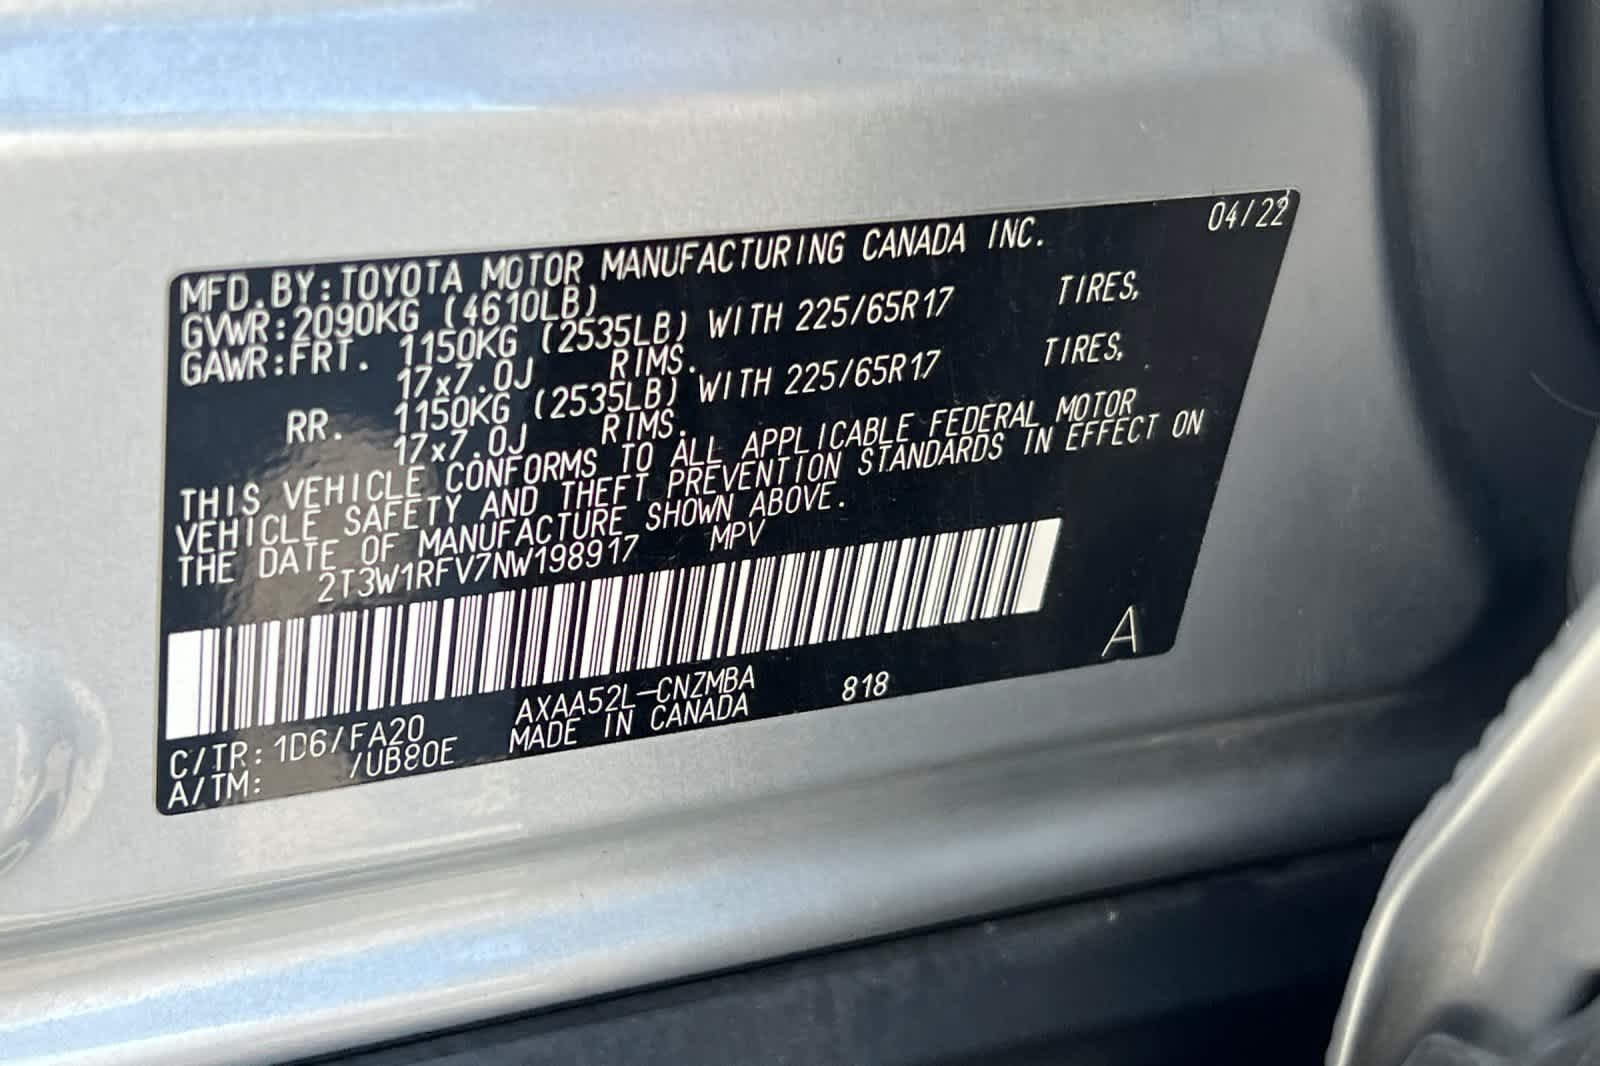 04/22
MFD.BY:TOYOTA MOTOR MANUFACTURING CANADA INC.
GVWR:2090KG (4610LB)
GAWR:FRT. 1150KG (2535LB) WITH 225/65R17 TIRES,
17x7.0J RIMS.
RR. 1150KG (2535LB) WITH 225/65R17 TIRES,
17x7.0J RIMS.
THIS VEHICLE CONFORMS TO ALL APPLICABLE FEDERAL MOTOR
VEHICLE SAFETY AND THEFT PREVENTION STANDARDS IN EFFECT ON
THE DATE OF MANUFACTURE SHOWN ABOVE.
2T3W1RFV7NW198917 MPV
A
C/TR: 1D6/FA20 AXAA52L-CNZMBA 818
A/TM: /UB80E MADE IN CANADA